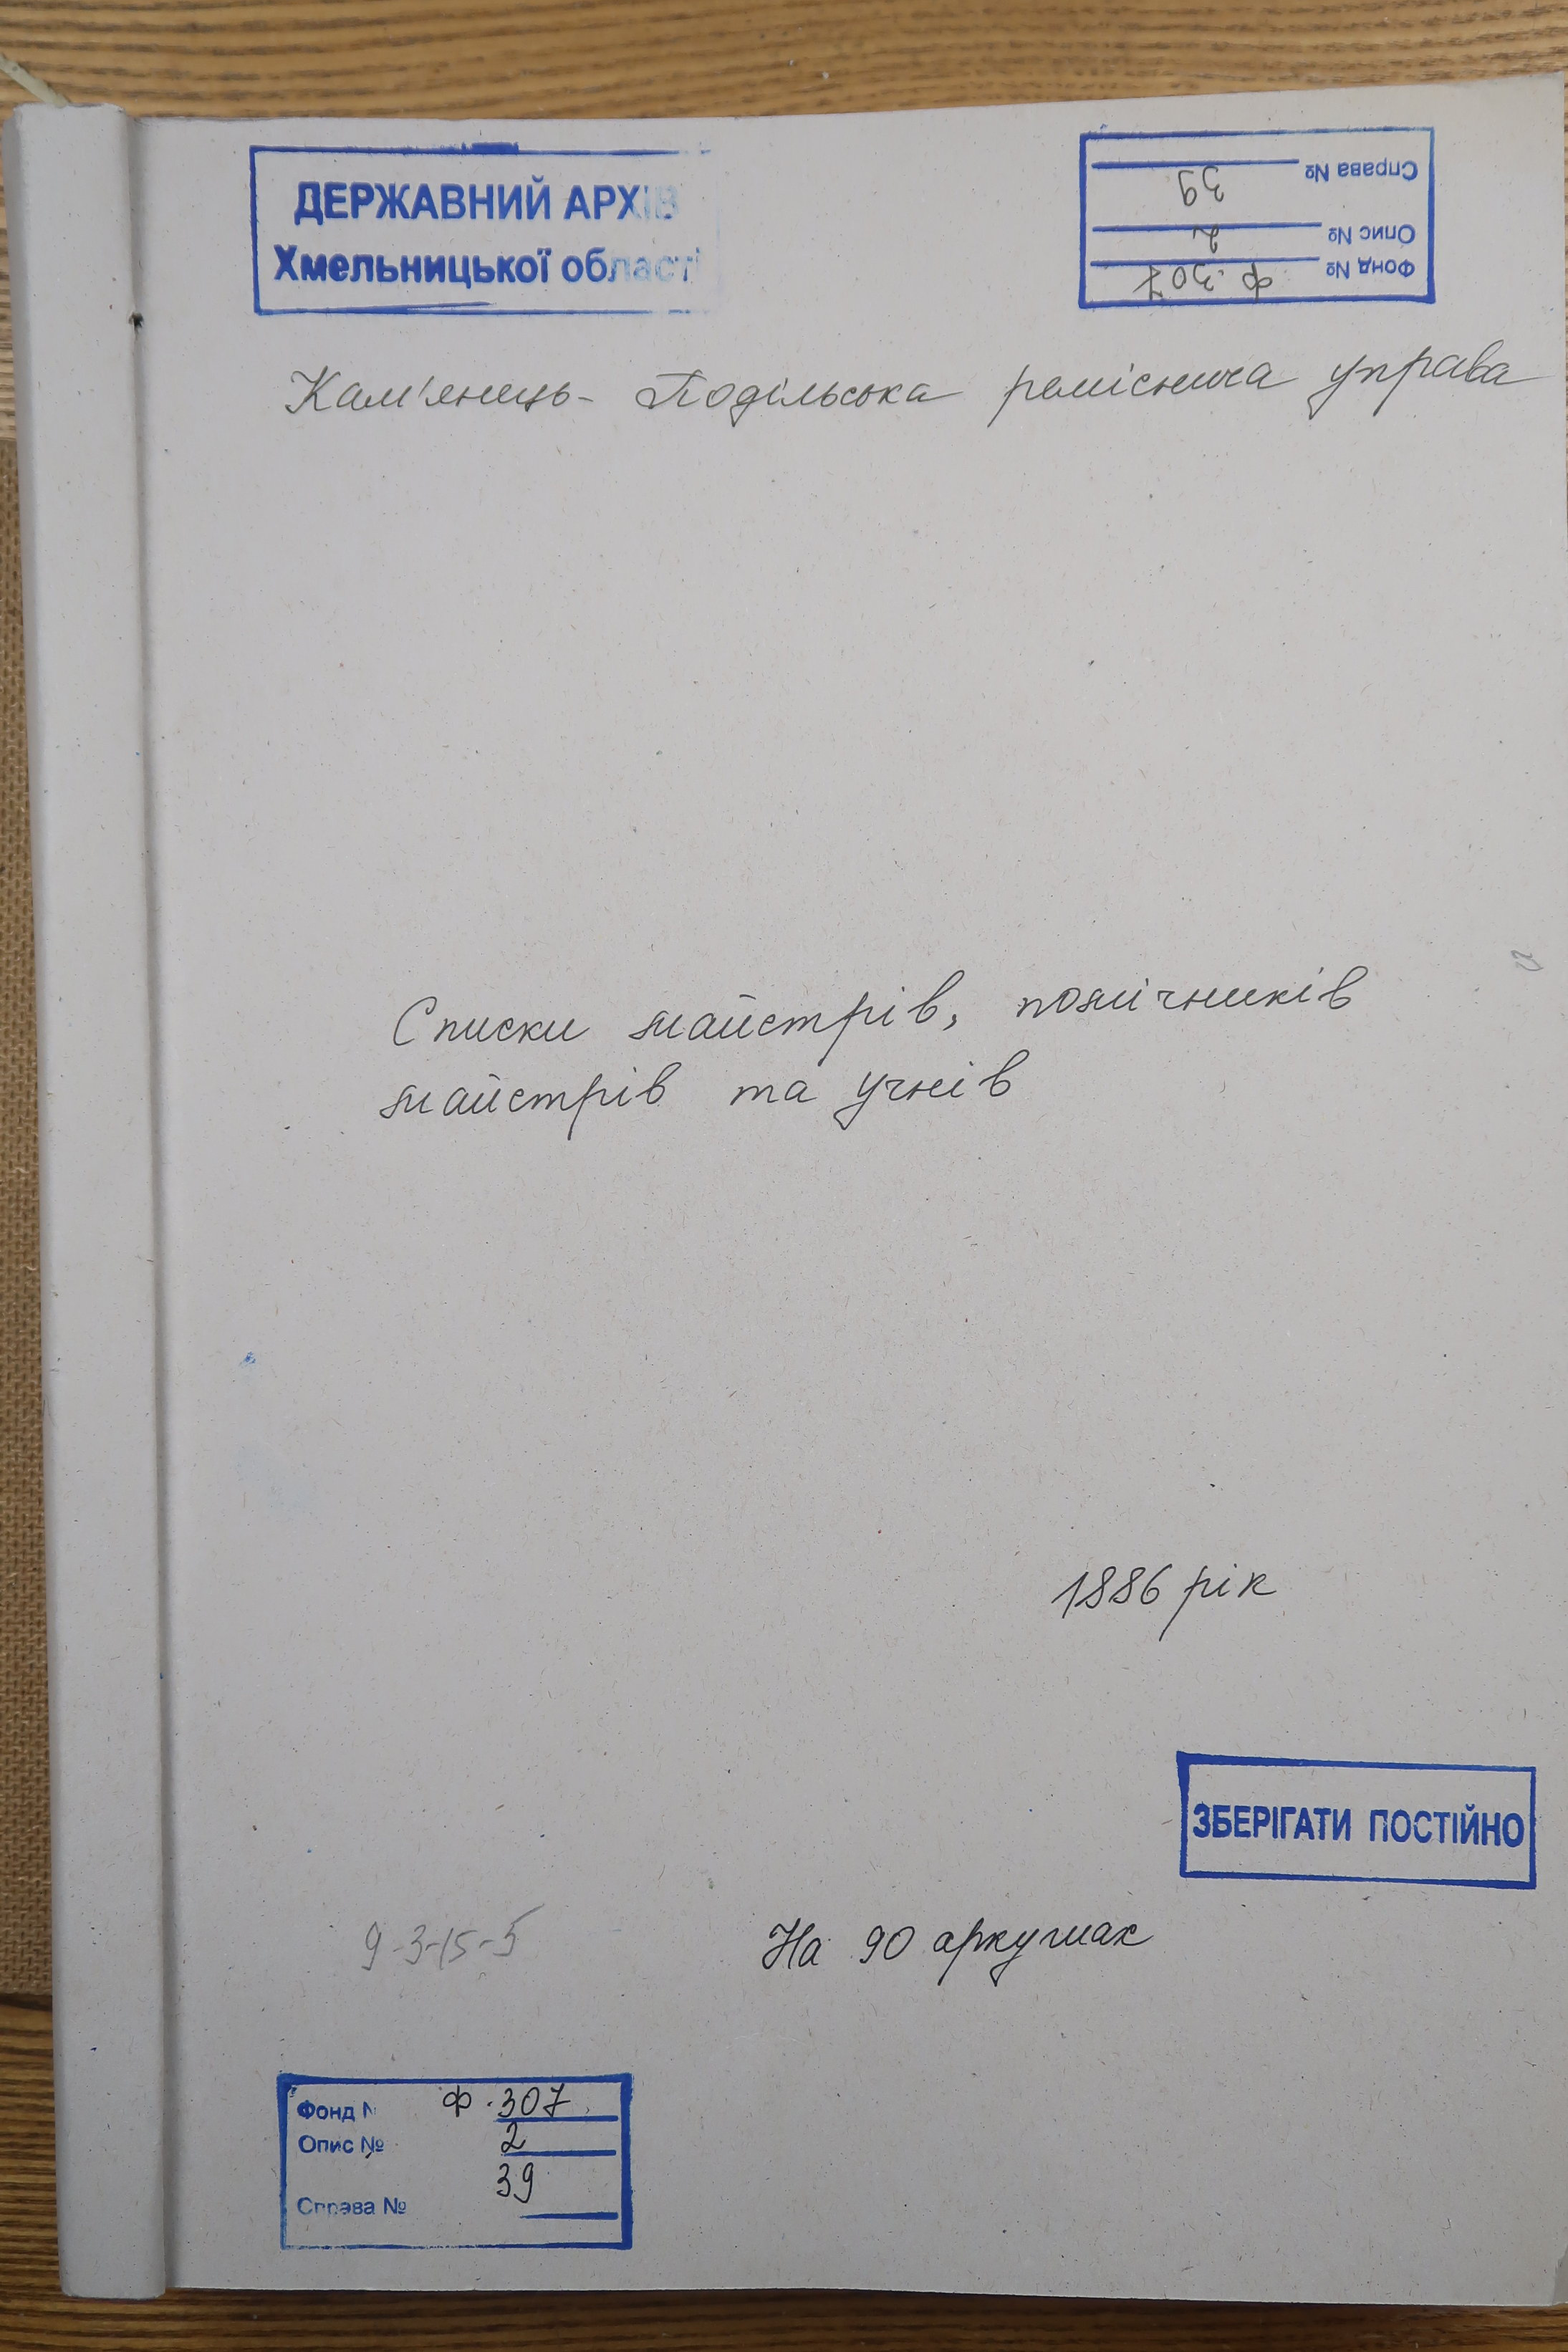 ДЕРЖАВНИЙ АРХІВ
Хмельницької області
Справа № 39
Опис № 2
Фонд № ф. 307
Кам'янець-Подільська реміснича управа
Списки майстрів, помічників
майстрів та учнів
1886 рік
ЗБЕРІГАТИ ПОСТІЙНО
9-3-15-5
На 90 аркушах
Фонд № ф. 307
Опис № 2
Справа № 39